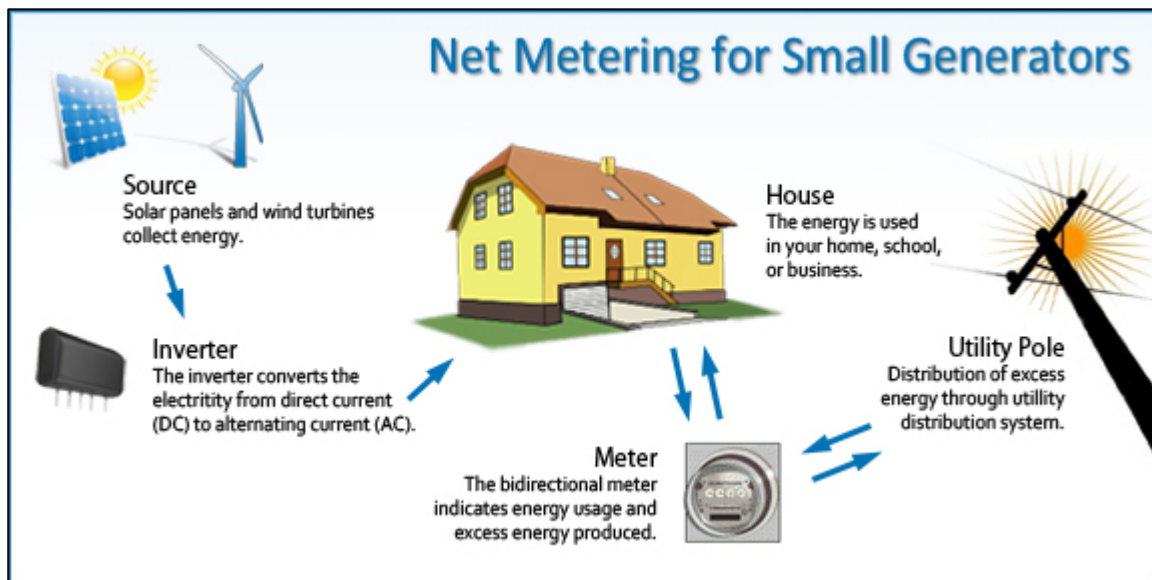 Net Metering for Small Generators
Source
Solar panels and wind turbines
collect energy.
Inverter
The inverter converts the
electritity from direct current
(DC) to alternating current (AC).
House
The energy is used
in your home, school,
or business.
Meter
The bidirectional meter
indicates energy usage and
excess energy produced.
Utility Pole
Distribution of excess
energy through utillity
distribution system.